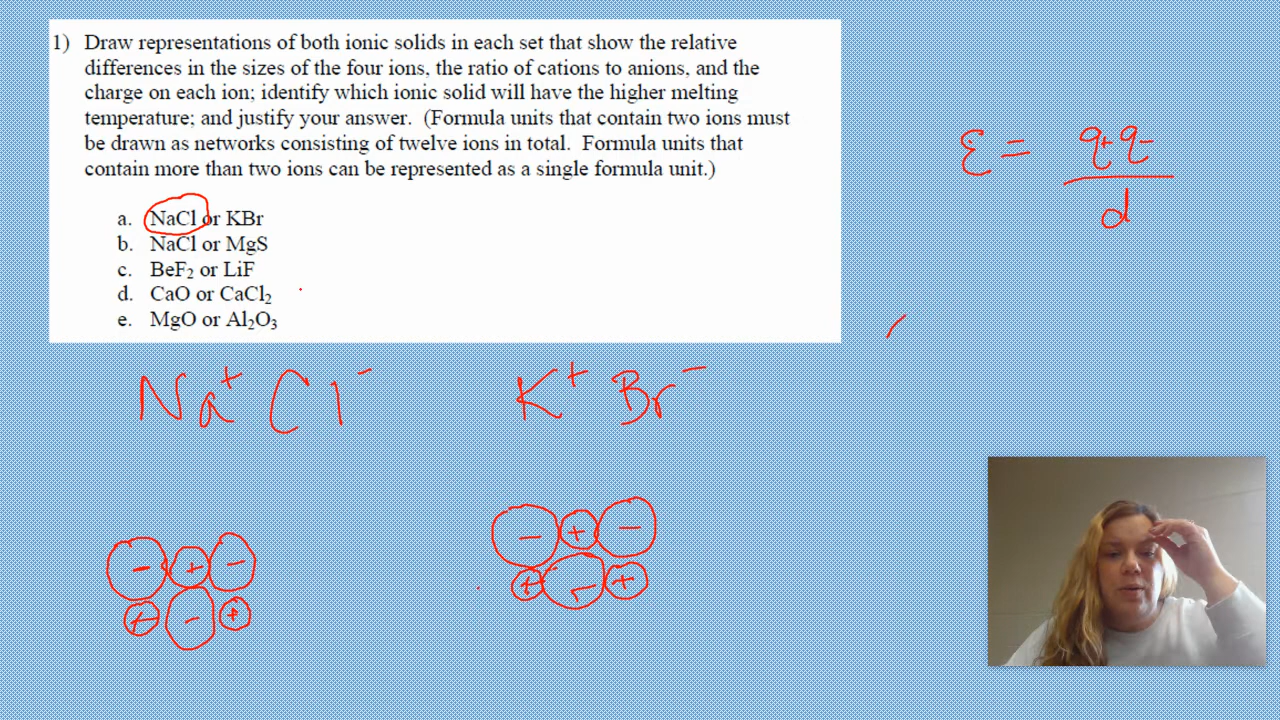 1) Draw representations of both ionic solids in each set that show the relative
differences in the sizes of the four ions, the ratio of cations to anions, and the
charge on each ion; identify which ionic solid will have the higher melting
temperature; and justify your answer. (Formula units that contain two ions must
be drawn as networks consisting of twelve ions in total. Formula units that
contain more than two ions can be represented as a single formula unit.)
a. NaCl or KBr
b. NaCl or MgS
c. BeF₂ or LiF
d. CaO or CaCl₂
e. MgO or Al₂O₃
ε = q+ q- / d
Na⁺ Cl⁻
K⁺ Br⁻
- + -
+ - +
- + -
+ - +